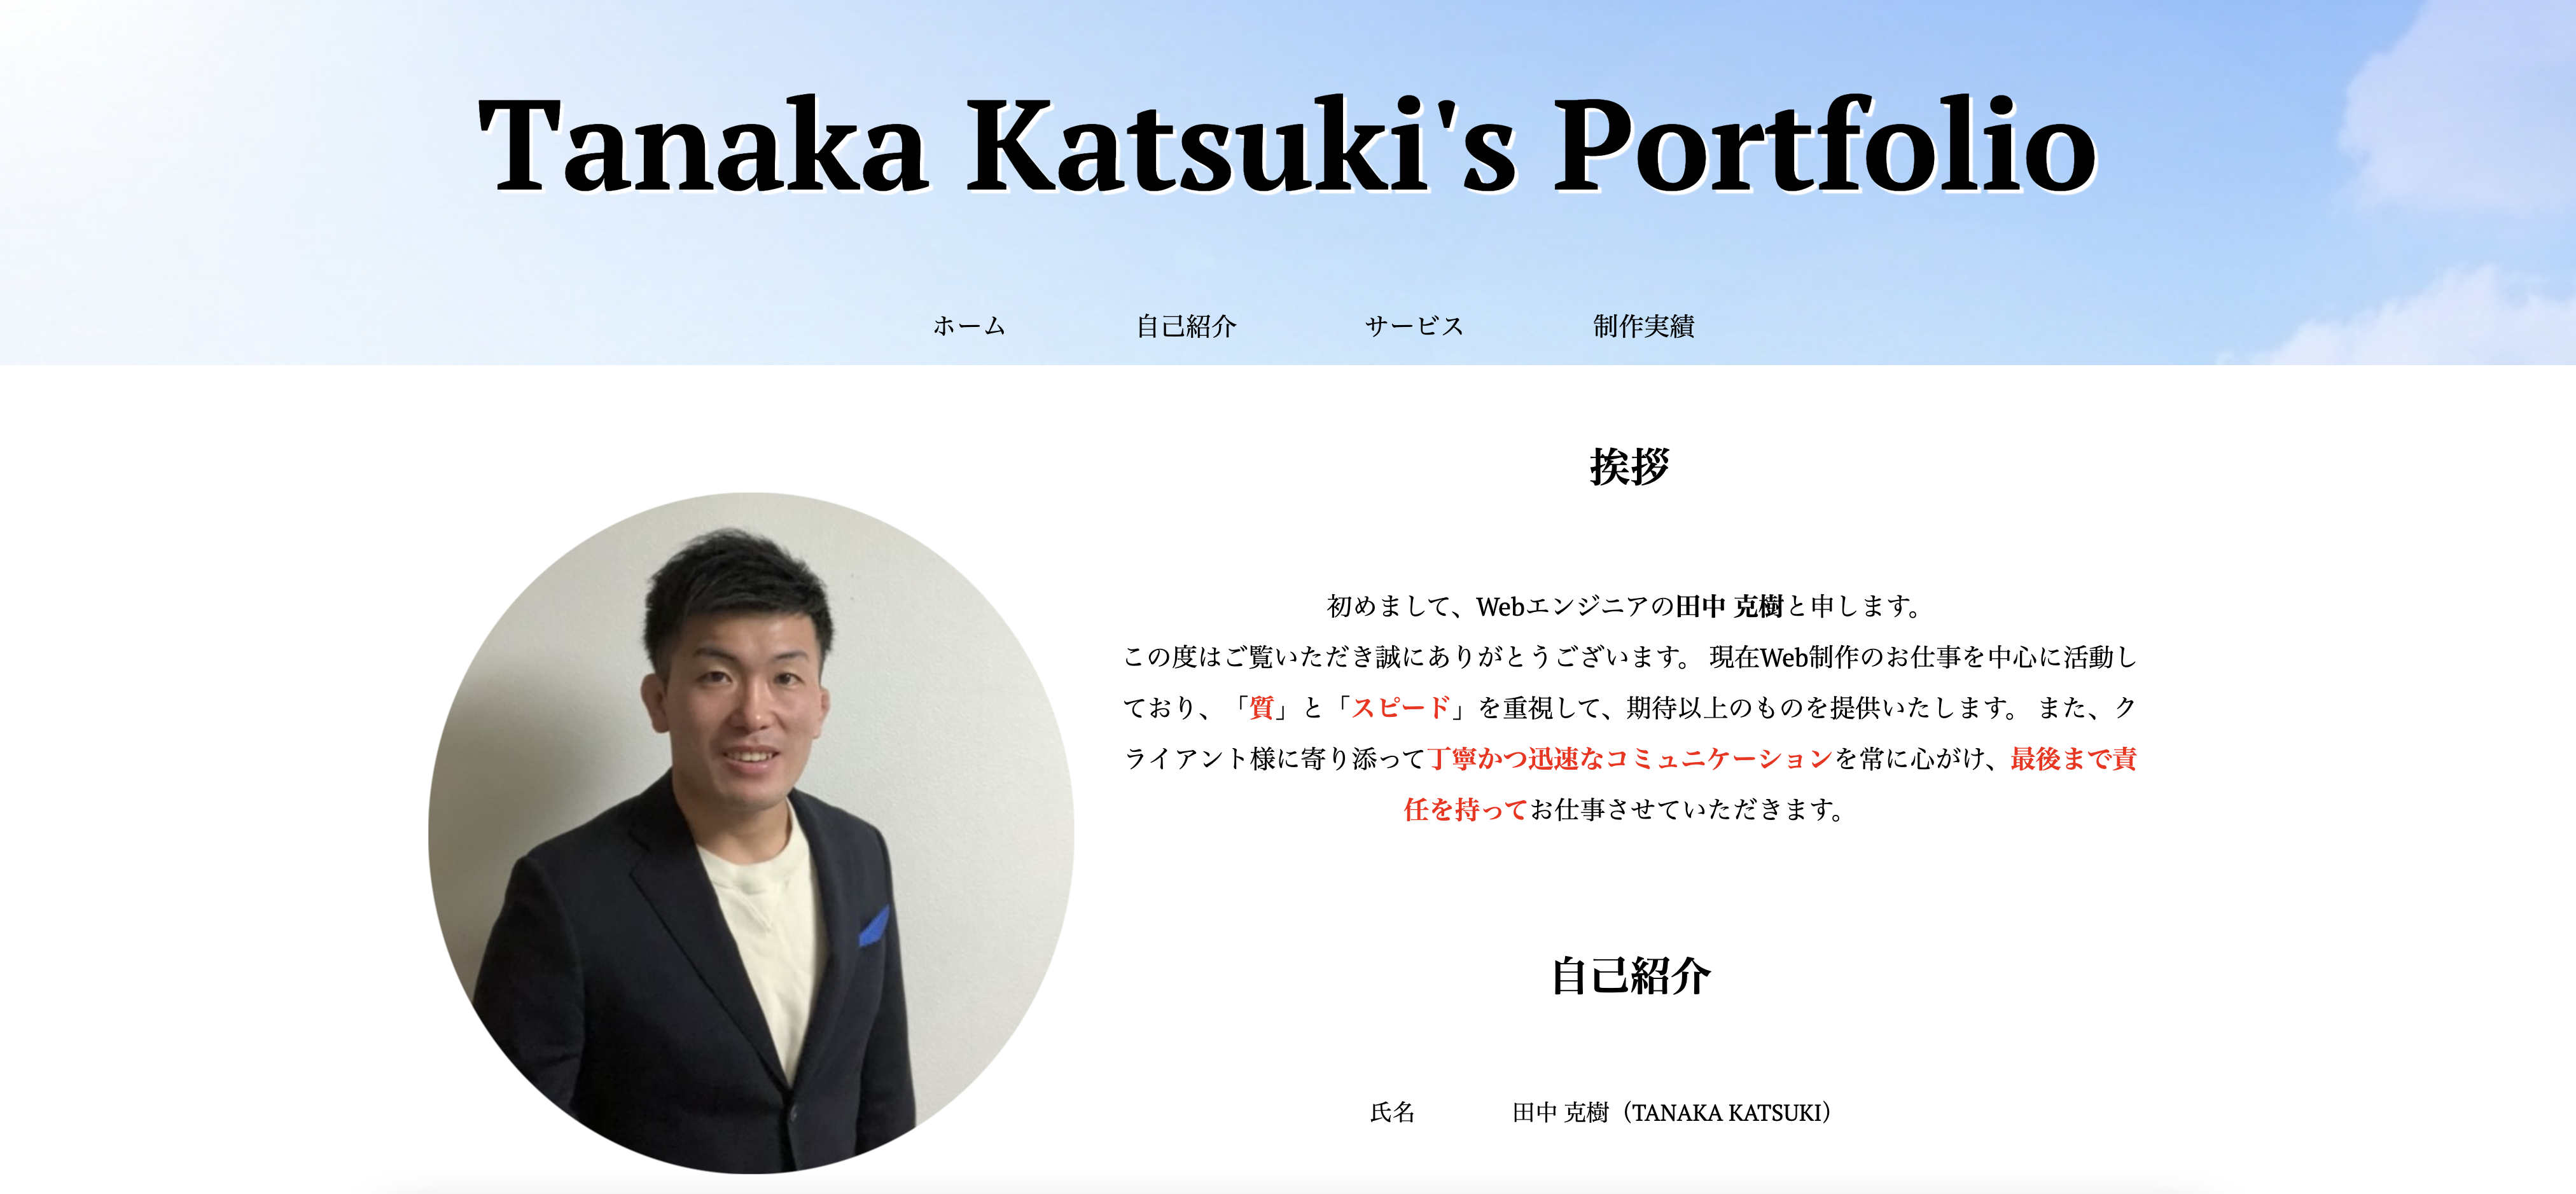 Tanaka Katsuki's Portfolio
ホーム 自己紹介 サービス 制作実績
挨拶
初めまして、Webエンジニアの田中 克樹と申します。
この度はご覧いただき誠にありがとうございます。 現在Web制作のお仕事を中心に活動し
ており、「質」と「スピード」を重視して、期待以上のものを提供いたします。 また、ク
ライアント様に寄り添って丁寧かつ迅速なコミュニケーションを常に心がけ、最後まで責
任を持ってお仕事させていただきます。
自己紹介
氏名 田中 克樹（TANAKA KATSUKI）